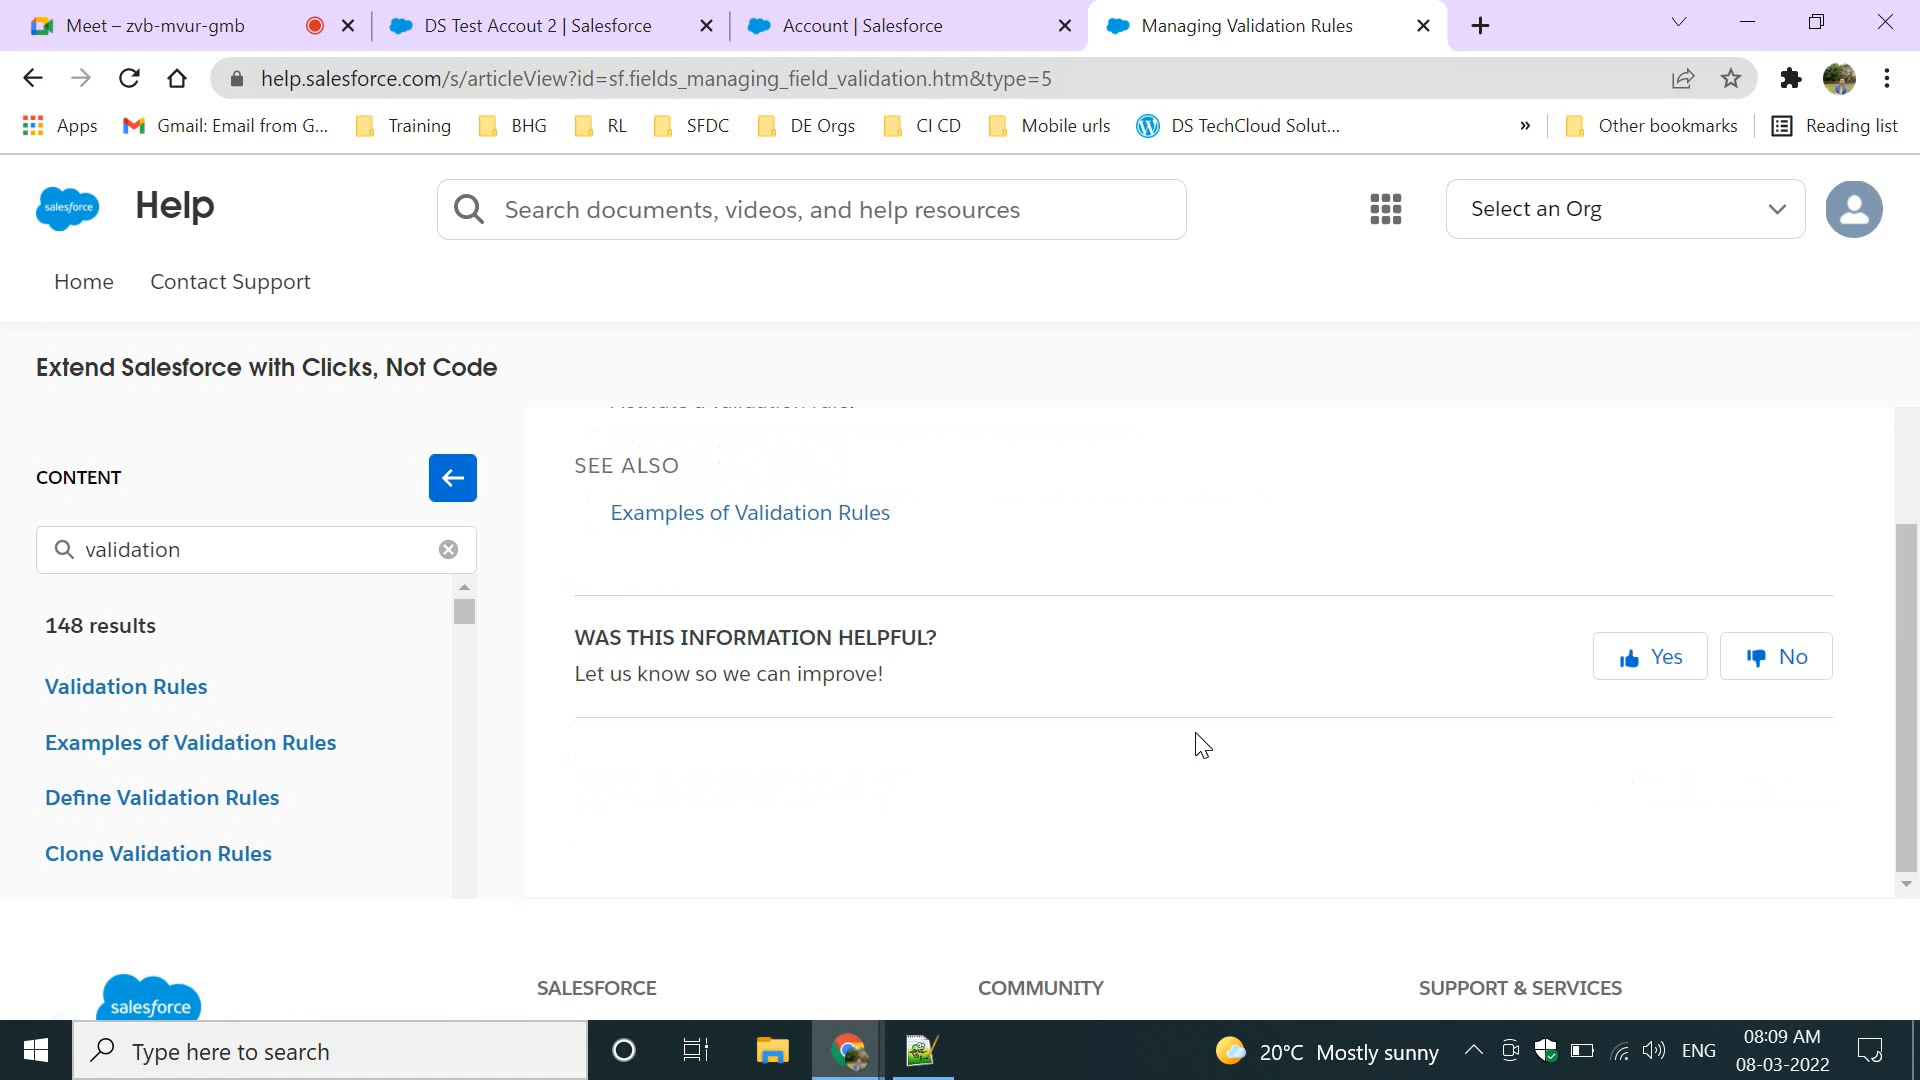 Meet – zvb-mvur-gmb
DS Test Accout 2 | Salesforce
Account | Salesforce
Managing Validation Rules
help.salesforce.com/s/articleView?id=sf.fields_managing_field_validation.htm&type=5
Apps
Gmail: Email from G...
Training
BHG
RL
SFDC
DE Orgs
CI CD
Mobile urls
DS TechCloud Solut...
»
Other bookmarks
Reading list
salesforce
Help
Search documents, videos, and help resources
Select an Org
Home
Contact Support
Extend Salesforce with Clicks, Not Code
CONTENT
validation
148 results
Validation Rules
Examples of Validation Rules
Define Validation Rules
Clone Validation Rules
SEE ALSO
Examples of Validation Rules
WAS THIS INFORMATION HELPFUL?
Let us know so we can improve!
Yes
No
salesforce
SALESFORCE
COMMUNITY
SUPPORT & SERVICES
Type here to search
20°C Mostly sunny
ENG
08:09 AM
08-03-2022